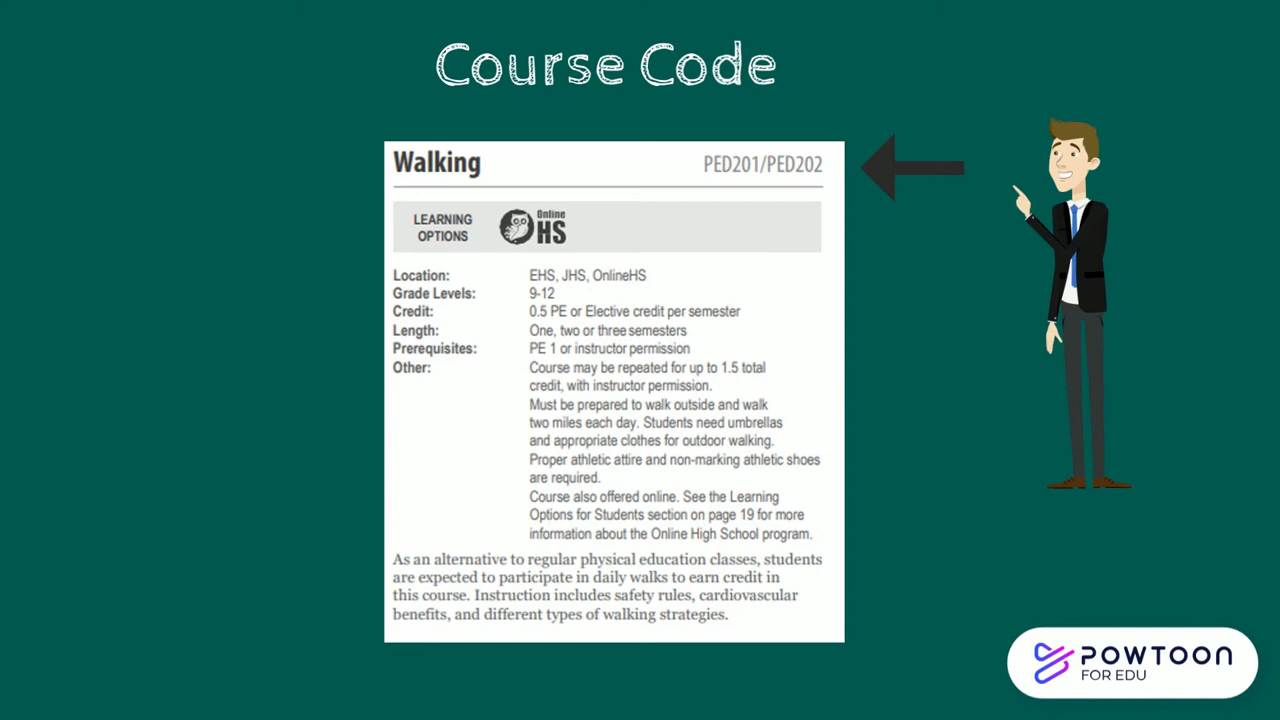 Course Code
Walking PED201/PED202
LEARNING
OPTIONS
Online
HS
Location: EHS, JHS, OnlineHS
Grade Levels: 9-12
Credit: 0.5 PE or Elective credit per semester
Length: One, two or three semesters
Prerequisites: PE 1 or instructor permission
Other: Course may be repeated for up to 1.5 total
credit, with instructor permission.
Must be prepared to walk outside and walk
two miles each day. Students need umbrellas
and appropriate clothes for outdoor walking.
Proper athletic attire and non-marking athletic shoes
are required.
Course also offered online. See the Learning
Options for Students section on page 19 for more
information about the Online High School program.
As an alternative to regular physical education classes, students
are expected to participate in daily walks to earn credit in
this course. Instruction includes safety rules, cardiovascular
benefits, and different types of walking strategies.
POWTOON
FOR EDU